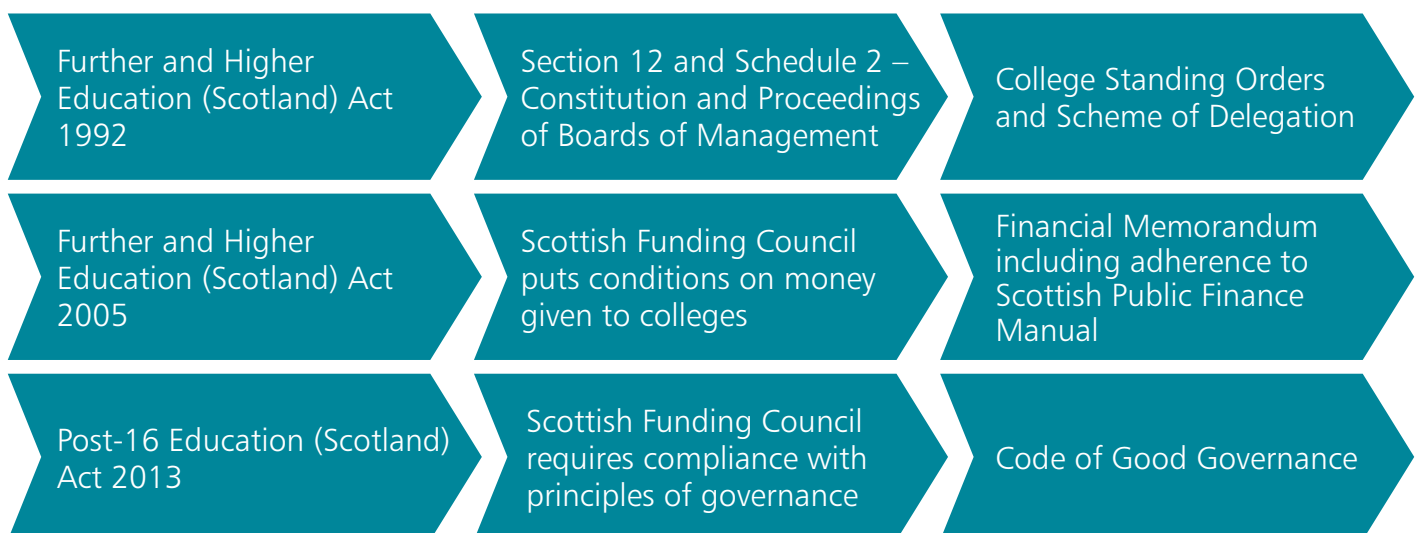 Further and Higher
Education (Scotland) Act
1992
Section 12 and Schedule 2 –
Constitution and Proceedings
of Boards of Management
College Standing Orders
and Scheme of Delegation
Further and Higher
Education (Scotland) Act
2005
Scottish Funding Council
puts conditions on money
given to colleges
Financial Memorandum
including adherence to
Scottish Public Finance
Manual
Post-16 Education (Scotland)
Act 2013
Scottish Funding Council
requires compliance with
principles of governance
Code of Good Governance